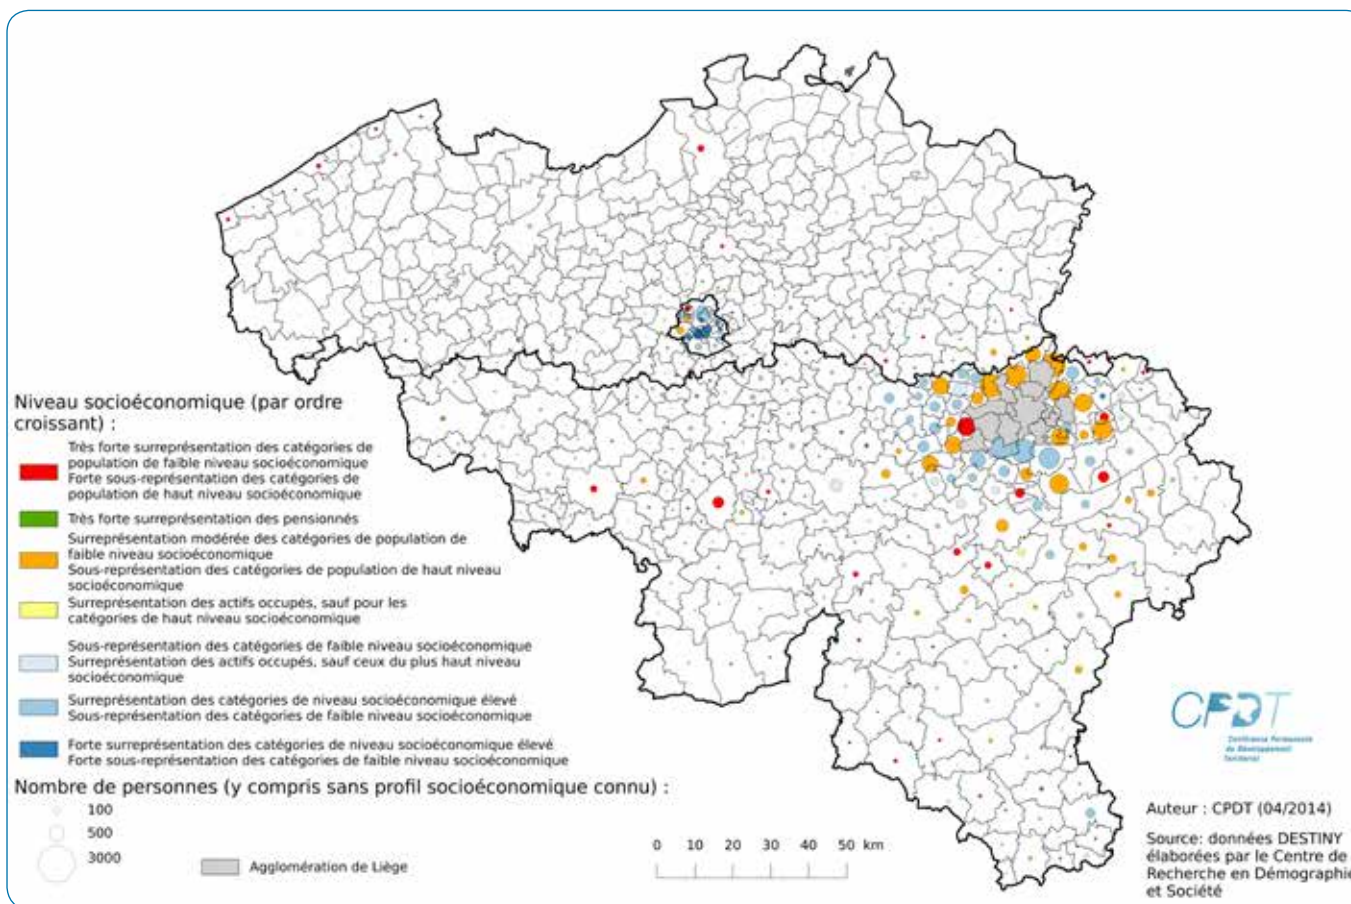 Niveau socioéconomique (par ordre
croissant) :
Très forte surreprésentation des catégories de
population de faible niveau socioéconomique
Forte sous-représentation des catégories de
population de haut niveau socioéconomique
Très forte surreprésentation des pensionnés
Surreprésentation modérée des catégories de population de
faible niveau socioéconomique
Sous-représentation des catégories de population de haut niveau
socioéconomique
Surreprésentation des actifs occupés, sauf pour les
catégories de haut niveau socioéconomique
Sous-représentation des catégories de faible niveau socioéconomique
Surreprésentation des actifs occupés, sauf ceux du plus haut niveau
socioéconomique
Surreprésentation des catégories de niveau socioéconomique élevé
Sous-représentation des catégories de faible niveau socioéconomique
Forte surreprésentation des catégories de niveau socioéconomique élevé
Forte sous-représentation des catégories de faible niveau socioéconomique
Nombre de personnes (y compris sans profil socioéconomique connu) :
100
500
3000
Agglomération de Liège
0 10 20 30 40 50 km
CPDT
Conférence Permanente
du Développement
Territorial
Auteur : CPDT (04/2014)
Source: données DESTINY
élaborées par le Centre de
Recherche en Démographie
et Société